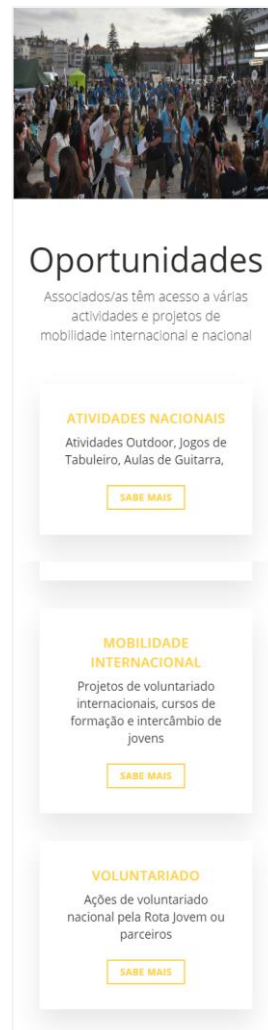 Oportunidades
Associados/as têm acesso a várias
actividades e projetos de
mobilidade internacional e nacional
ATIVIDADES NACIONAIS
Atividades Outdoor, Jogos de
Tabuleiro, Aulas de Guitarra,
SABE MAIS
MOBILIDADE
INTERNACIONAL
Projetos de voluntariado
internacionais, cursos de
formação e intercâmbio de
jovens
SABE MAIS
VOLUNTARIADO
Ações de voluntariado
nacional pela Rota Jovem ou
parceiros
SABE MAIS